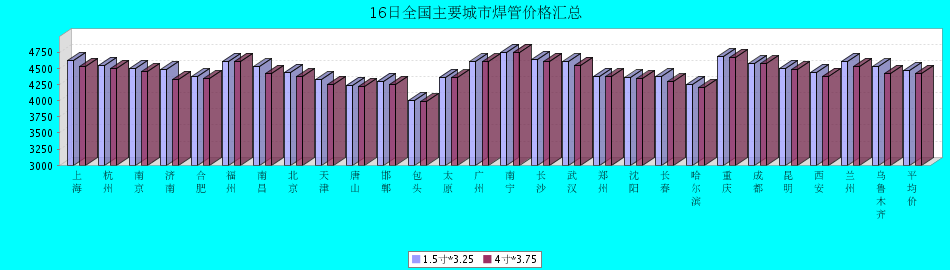 16日全国主要城市焊管价格汇总
4750
4500
4250
4000
3750
3500
3250
3000
上海 杭州 南京 济南 合肥 福州 南昌 北京 天津 唐山 邯郸 包头 太原 广州 南宁 长沙 武汉 郑州 沈阳 长春 哈尔滨 重庆 成都 昆明 西安 兰州 乌鲁木齐 平均价
1.5寸*3.25 4寸*3.75